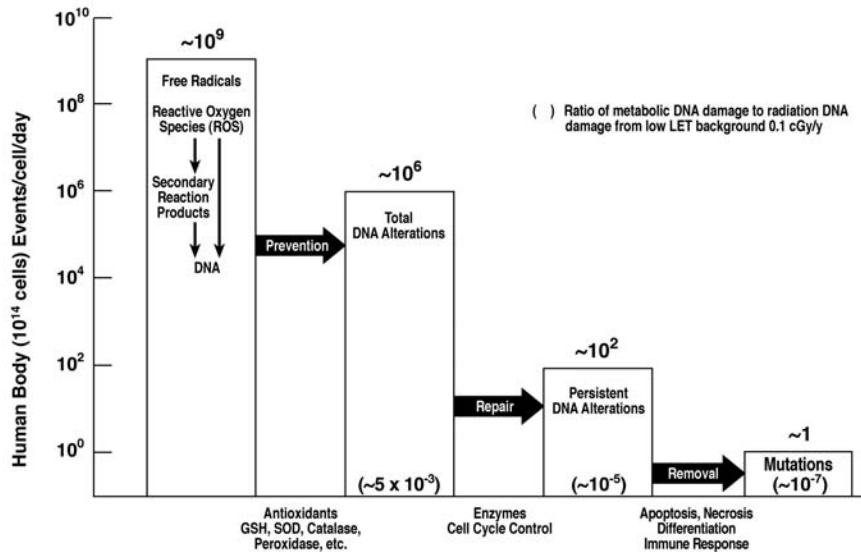 Human Body (10¹⁴ cells) Events/cell/day
10¹⁰
10⁸
10⁶
10⁴
10²
10⁰
~10⁹
Free Radicals
Reactive Oxygen
Species (ROS)
Secondary
Reaction
Products
DNA
Prevention
Antioxidants
GSH, SOD, Catalase,
Peroxidase, etc.
~10⁶
Total
DNA Alterations
(~5 x 10⁻³)
Repair
Enzymes
Cell Cycle Control
~10²
Persistent
DNA Alterations
(~10⁻⁵)
Removal
Apoptosis, Necrosis
Differentiation
Immune Response
~1
Mutations
(~10⁻⁷)
( ) Ratio of metabolic DNA damage to radiation DNA
damage from low LET background 0.1 cGy/y